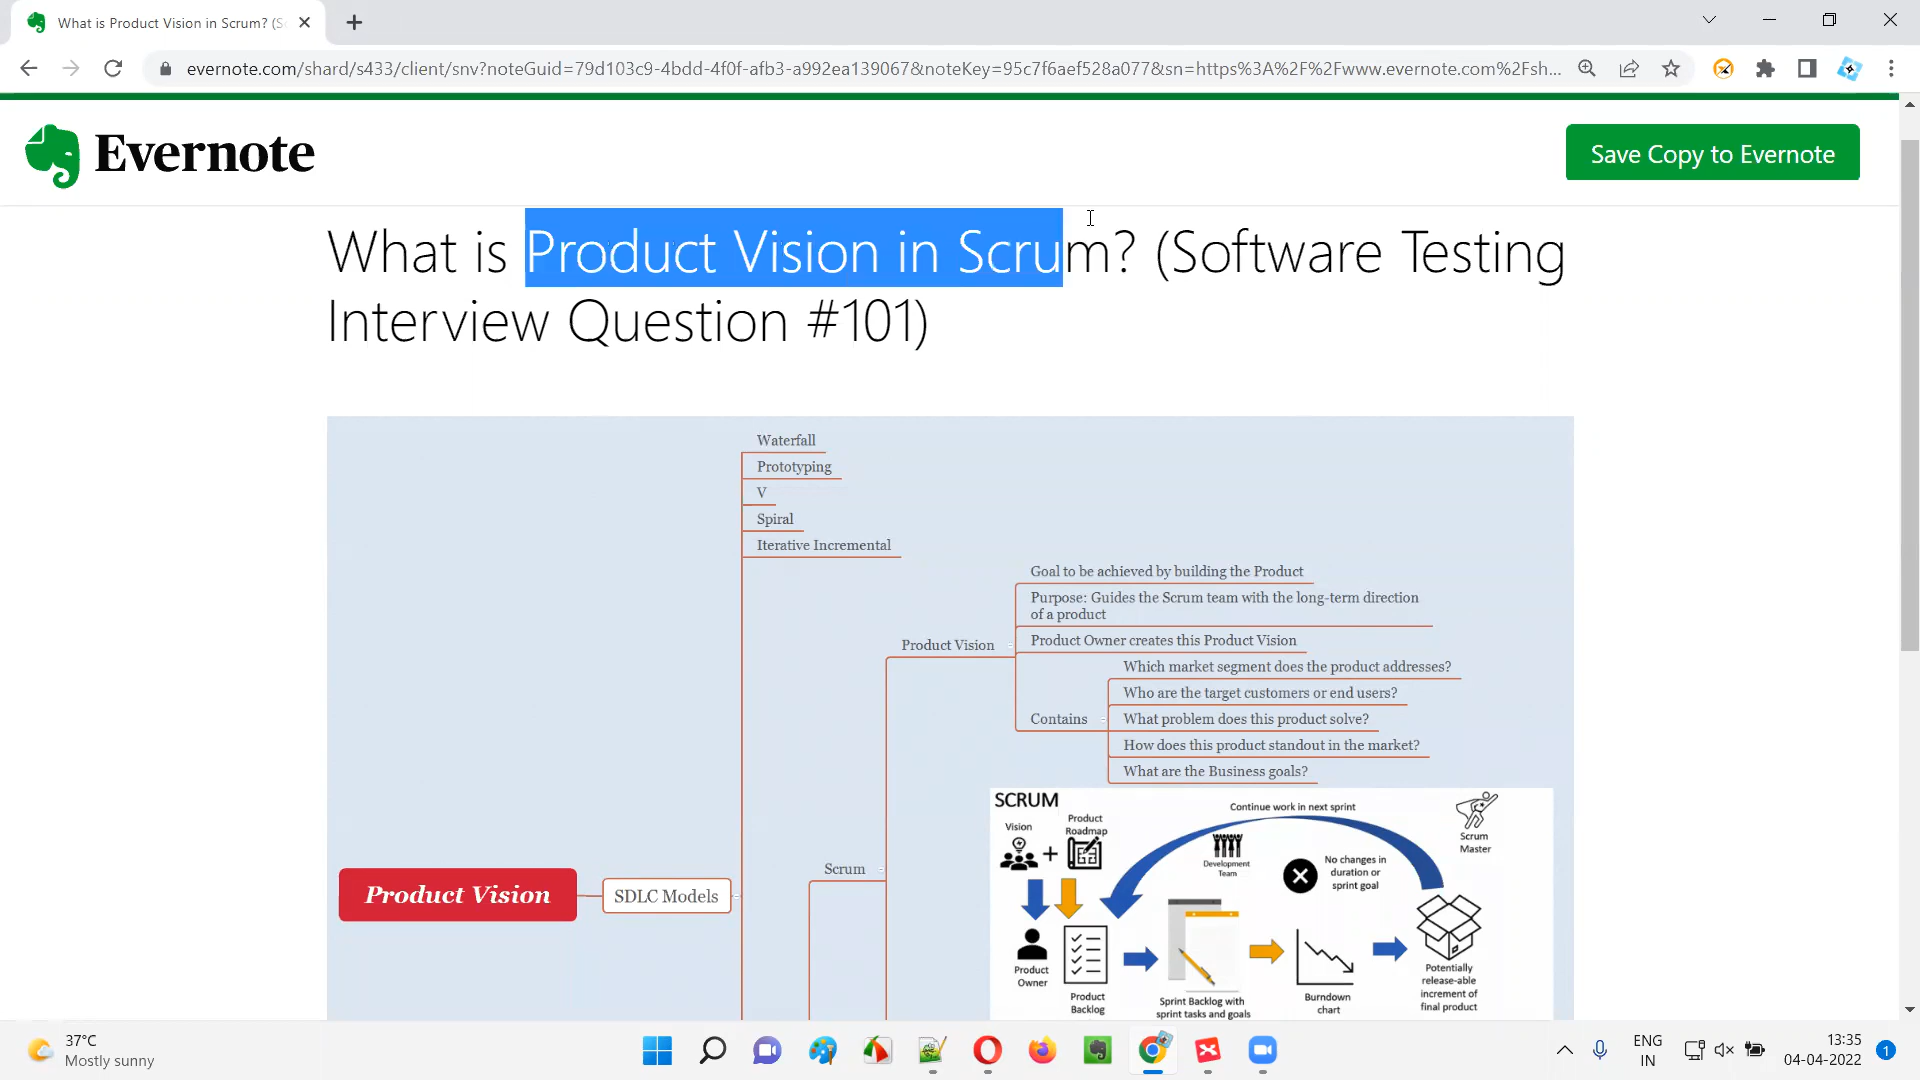 What is Product Vision in Scrum? (S
evernote.com/shard/s433/client/snv?noteGuid=79d103c9-4bdd-4f0f-afb3-a992ea139067&noteKey=95c7f6aef528a077&sn=https%3A%2F%2Fwww.evernote.com%2Fsh...
Evernote
Save Copy to Evernote
What is Product Vision in Scrum? (Software Testing
Interview Question #101)
Waterfall
Prototyping
V
Spiral
Iterative Incremental
Goal to be achieved by building the Product
Purpose: Guides the Scrum team with the long-term direction
of a product
Product Vision
Product Owner creates this Product Vision
Which market segment does the product addresses?
Who are the target customers or end users?
Contains
What problem does this product solve?
How does this product standout in the market?
What are the Business goals?
SCRUM
Continue work in next sprint
Vision
Product
Roadmap
Scrum
Master
Development
Team
No changes in
duration or
sprint goal
Scrum
Product Vision
SDLC Models
Product
Owner
Product
Backlog
Sprint Backlog with
sprint tasks and goals
Burndown
chart
Potentially
release-able
increment of
final product
37°C
Mostly sunny
ENG
IN
13:35
04-04-2022
1